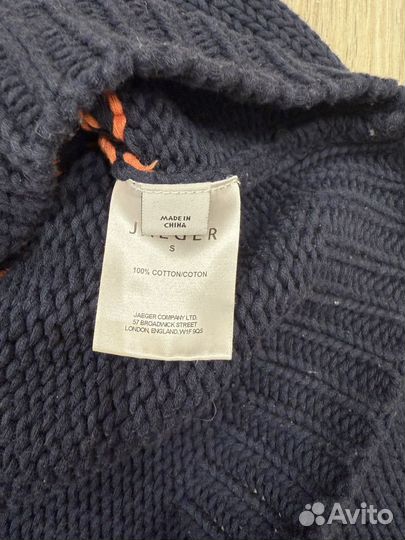 MADE IN
CHINA
JAEGER
S
100% COTTON/COTON
JAEGER COMPANY LTD.
57 BROADWICK STREET
LONDON, ENGLAND, W1F 9QS
Avito